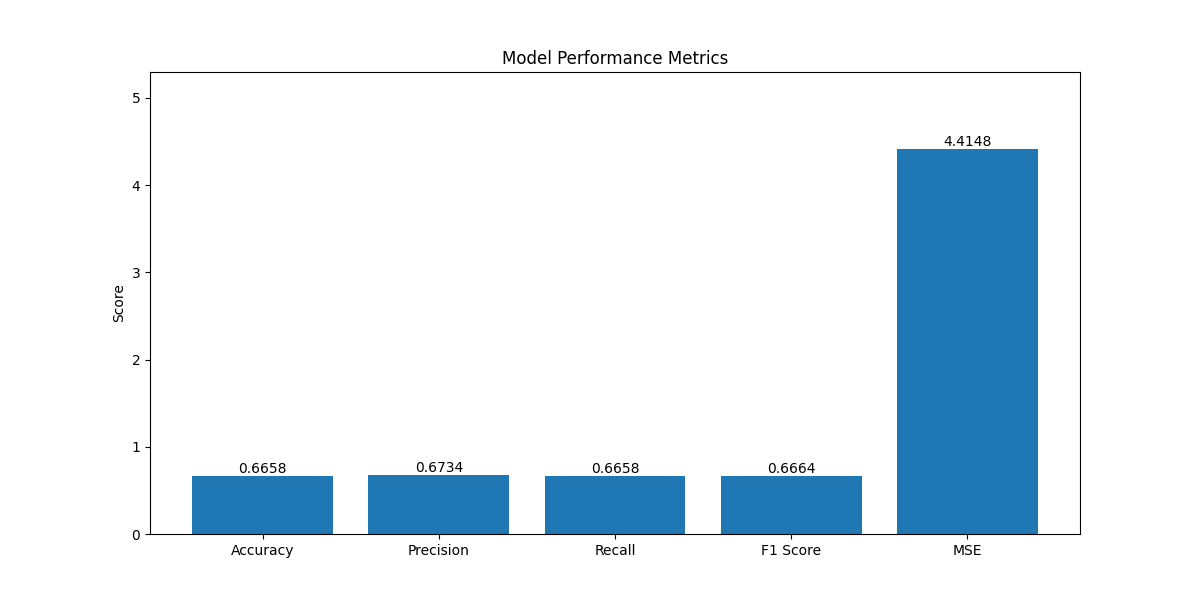 Model Performance Metrics
5
4
3
2
1
0
Score
0.6658
0.6734
0.6658
0.6664
4.4148
Accuracy
Precision
Recall
F1 Score
MSE